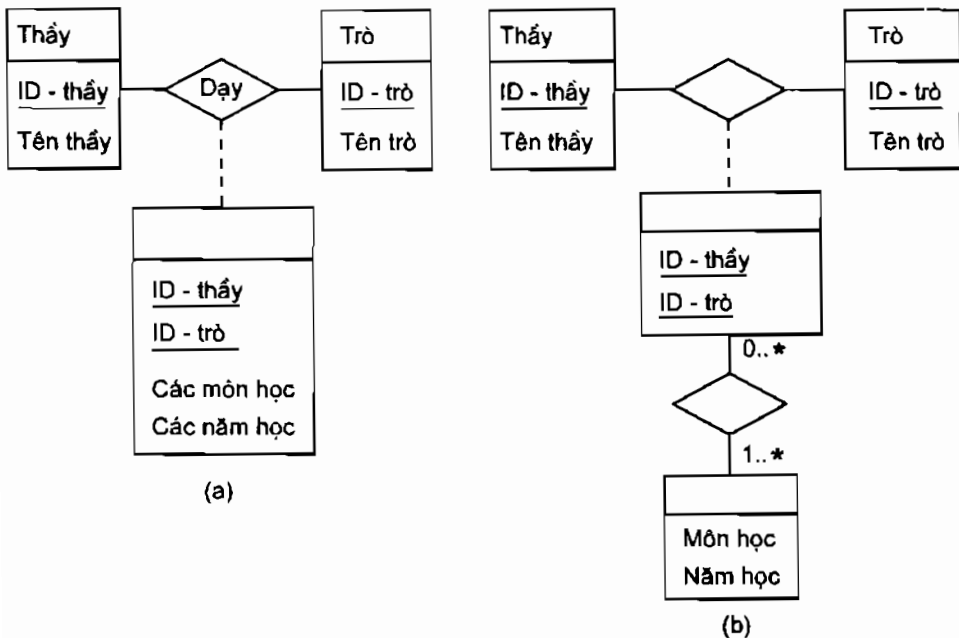 Thầy
ID - thầy
Tên thầy
Dạy
Trò
ID - trò
Tên trò
ID - thầy
ID - trò
Các môn học
Các năm học
(a)
Thầy
ID - thầy
Tên thầy
Trò
ID - trò
Tên trò
ID - thầy
ID - trò
0..*
1..*
Môn học
Năm học
(b)